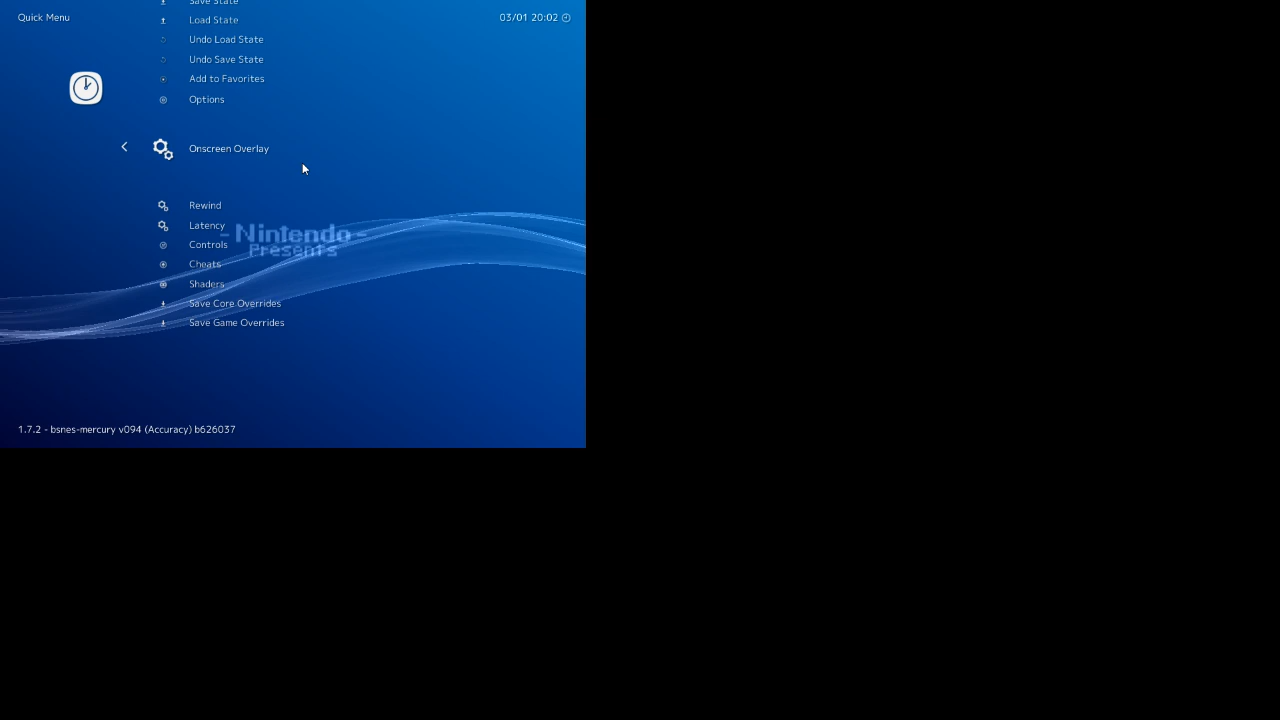 Quick Menu
03/01 20:02
Save State
Load State
Undo Load State
Undo Save State
Add to Favorites
Options
Onscreen Overlay
Rewind
Latency
Controls
Cheats
Shaders
Save Core Overrides
Save Game Overrides
- Nintendo -
Presents
1.7.2 - bsnes-mercury v094 (Accuracy) b626037